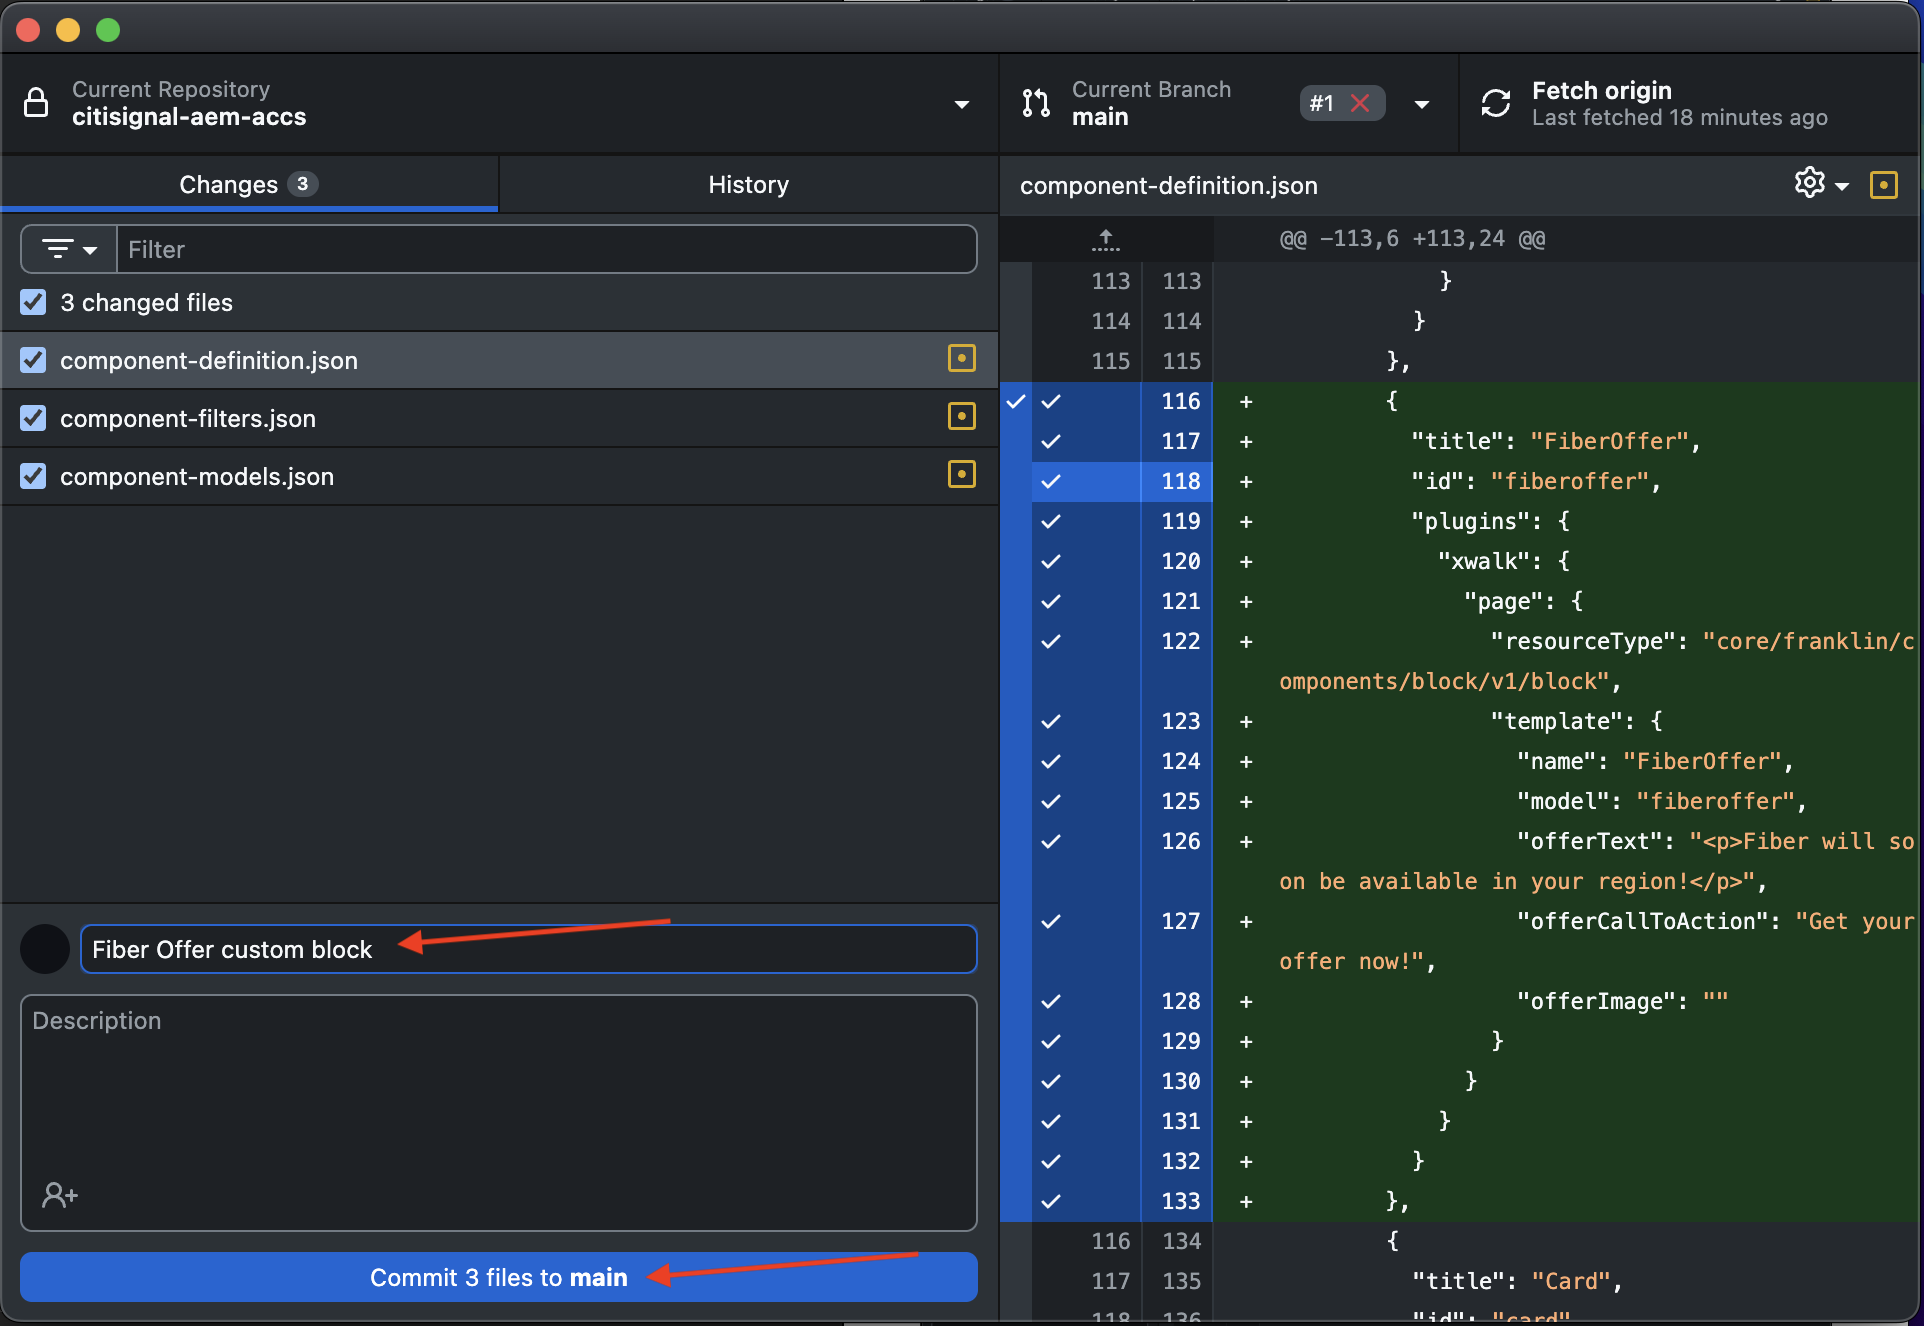 Current Repository
citisignal-aem-accs
Current Branch
main
#1
Fetch origin
Last fetched 18 minutes ago
Changes 3
History
Filter
3 changed files
component-definition.json
component-filters.json
component-models.json
Fiber Offer custom block
Description
Commit 3 files to main
component-definition.json
@@ -113,6 +113,24 @@
113 113 }
114 114 }
115 115 },
116 + {
117 + "title": "FiberOffer",
118 + "id": "fiberoffer",
119 + "plugins": {
120 + "xwalk": {
121 + "page": {
122 + "resourceType": "core/franklin/c
omponents/block/v1/block",
123 + "template": {
124 + "name": "FiberOffer",
125 + "model": "fiberoffer",
126 + "offerText": "<p>Fiber will so
on be available in your region!</p>",
127 + "offerCallToAction": "Get your
offer now!",
128 + "offerImage": ""
129 + }
130 + }
131 + }
132 + }
133 + },
116 134 {
117 135 "title": "Card",
118 136 "id": "card"